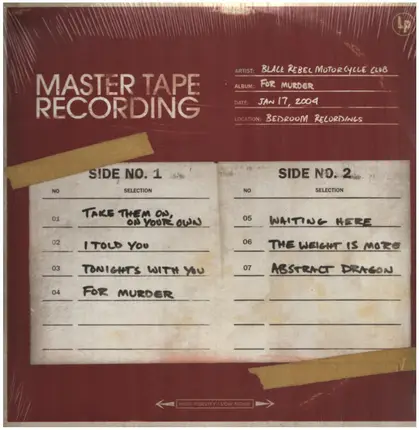 LP
MASTER TAPE
RECORDING
ARTIST: BLACK REBEL MOTORCYCLE CLUB
ALBUM: FOR MURDER
DATE: JAN 17, 2004
LOCATION: BEDROOM RECORDINGS
SIDE NO. 1
NO SELECTION
01 TAKE THEM ON,
ON YOUR OWN
02 I TOLD YOU
03 TONIGHTS WITH YOU
04 FOR MURDER
SIDE NO. 2
NO SELECTION
05 WAITING HERE
06 THE WEIGHT IS MORE
07 ABSTRACT DRAGON